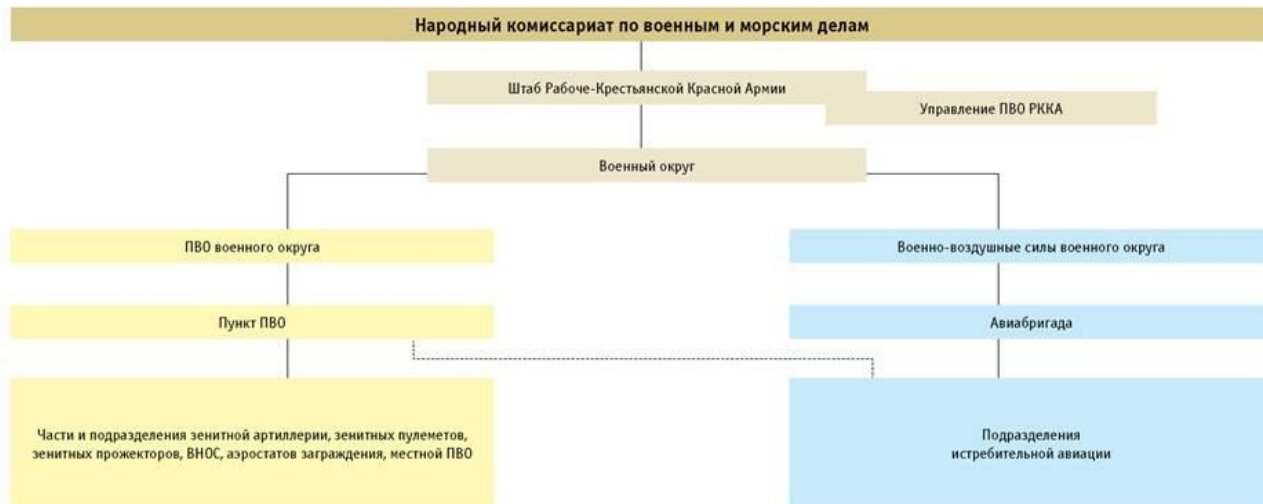 Народный комиссариат по военным и морским делам
Штаб Рабоче-Крестьянской Красной Армии
Управление ПВО РККА
Военный округ
ПВО военного округа
Военно-воздушные силы военного округа
Пункт ПВО
Авиабригада
Части и подразделения зенитной артиллерии, зенитных пулеметов,
зенитных прожекторов, ВНОС, аэростатов заграждения, местной ПВО
Подразделения
истребительной авиации